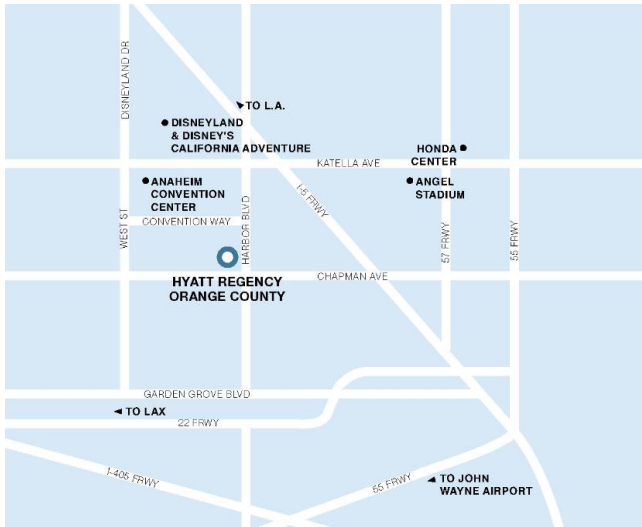 DISNEYLAND DR
TO L.A.
DISNEYLAND
& DISNEY'S
CALIFORNIA ADVENTURE
HONDA
CENTER
KATELLA AVE
ANAHEIM
CONVENTION
CENTER
ANGEL
STADIUM
I-5 FRWY
CONVENTION WAY
WEST ST
HARBOR BLVD
57 FRWY
55 FRWY
HYATT REGENCY
ORANGE COUNTY
CHAPMAN AVE
GARDEN GROVE BLVD
TO LAX
22 FRWY
I-405 FRWY
55 FRWY
TO JOHN
WAYNE AIRPORT